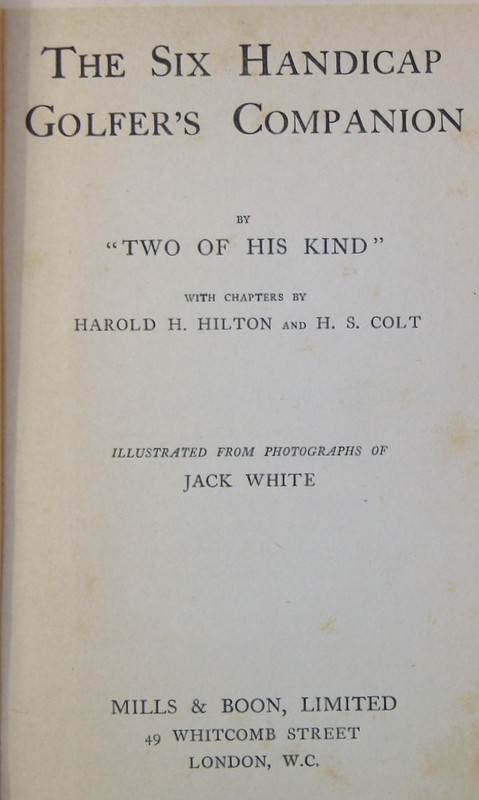 THE SIX HANDICAP
GOLFER'S COMPANION
BY
"TWO OF HIS KIND"
WITH CHAPTERS BY
HAROLD H. HILTON AND H. S. COLT
ILLUSTRATED FROM PHOTOGRAPHS OF
JACK WHITE
MILLS & BOON, LIMITED
49 WHITCOMB STREET
LONDON, W.C.